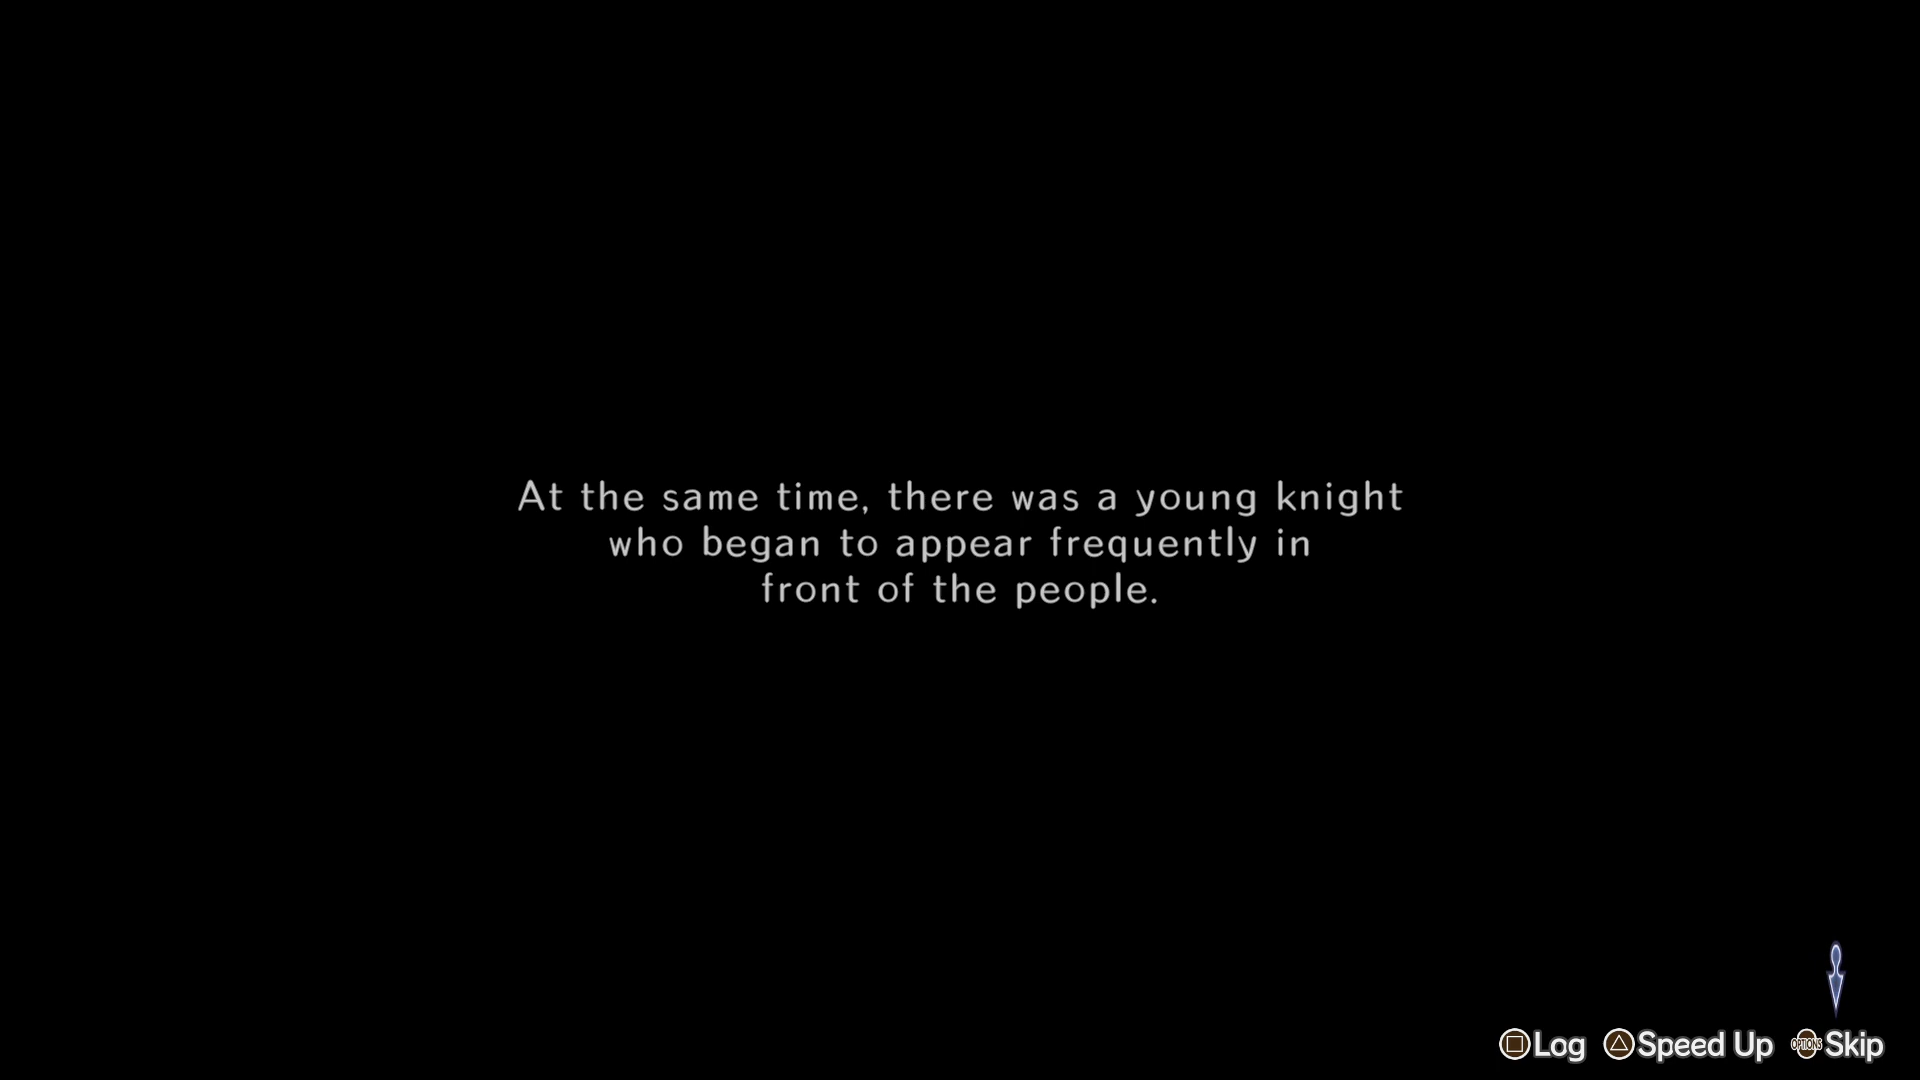 At the same time, there was a young knight
who began to appear frequently in
front of the people.
Log Speed Up OPTIONS Skip